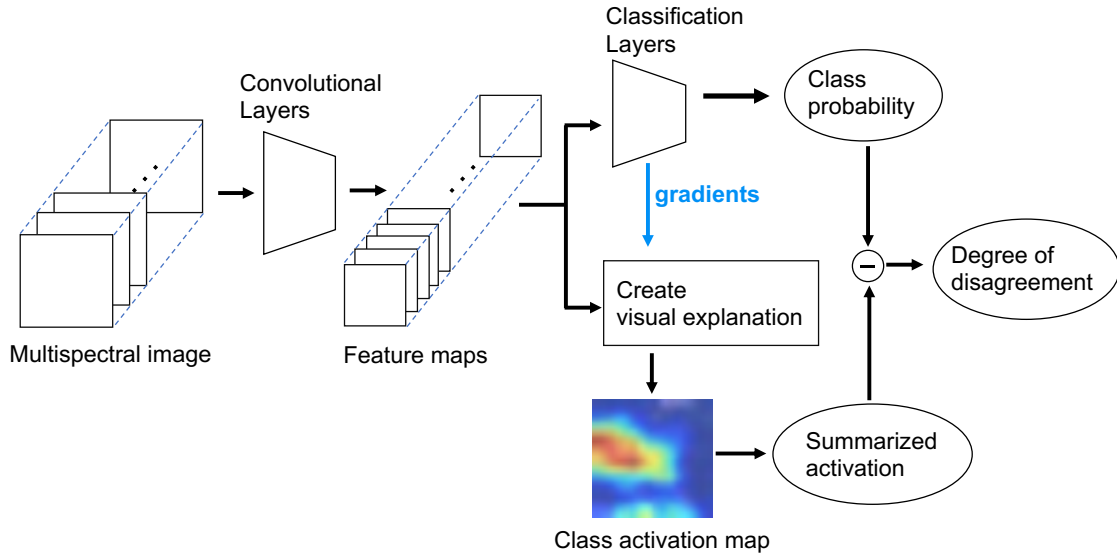 Classification
Layers
Convolutional
Layers
Class
probability
gradients
Degree of
disagreement
Create
visual explanation
Multispectral image
Feature maps
Summarized
activation
Class activation map